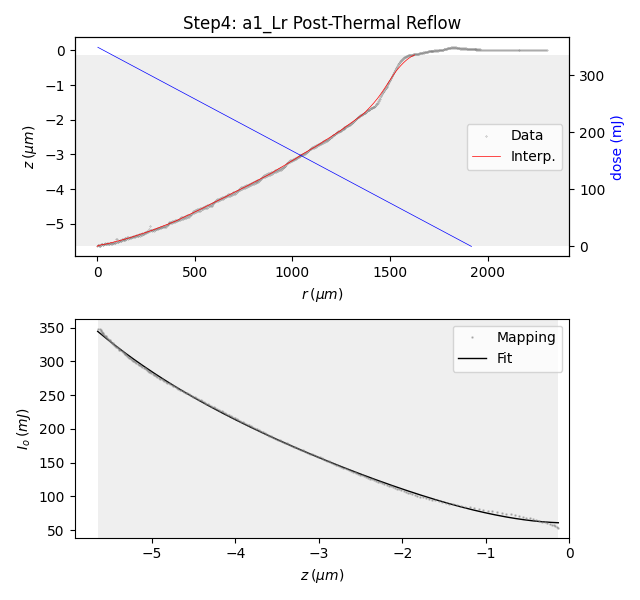 Step4: a1_Lr Post-Thermal Reflow
0
−1
−2
−3
−4
−5
z (μm)
300
200
100
0
dose (mJ)
Data
Interp.
0 500 1000 1500 2000
r (μm)
350
300
250
200
150
100
50
I_o (mJ)
Mapping
Fit
−5 −4 −3 −2 −1 0
z (μm)